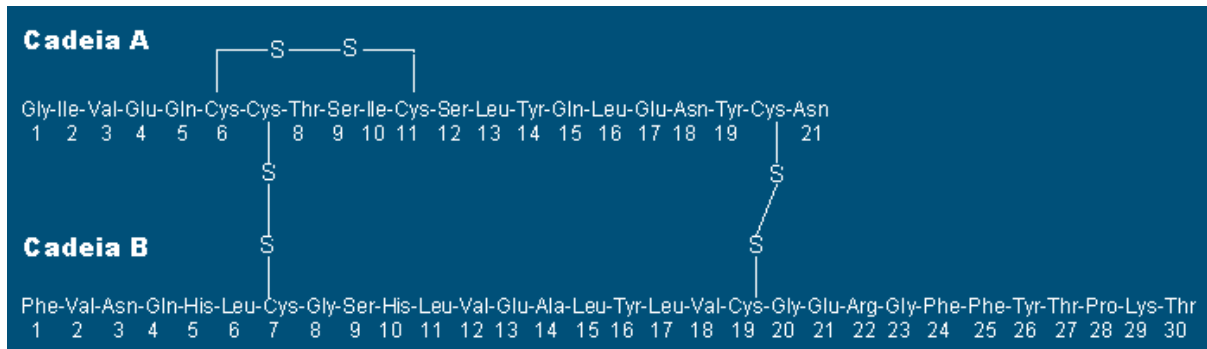 Cadeia A
S S
Gly-Ile-Val-Glu-Gln-Cys-Cys-Thr-Ser-Ile-Cys-Ser-Leu-Tyr-Gln-Leu-Glu-Asn-Tyr-Cys-Asn
1 2 3 4 5 6 8 9 10 11 12 13 14 15 16 17 18 19 21
S S
Cadeia B S S
Phe-Val-Asn-Gln-His-Leu-Cys-Gly-Ser-His-Leu-Val-Glu-Ala-Leu-Tyr-Leu-Val-Cys-Gly-Glu-Arg-Gly-Phe-Phe-Tyr-Thr-Pro-Lys-Thr
1 2 3 4 5 6 7 8 9 10 11 12 13 14 15 16 17 18 19 20 21 22 23 24 25 26 27 28 29 30